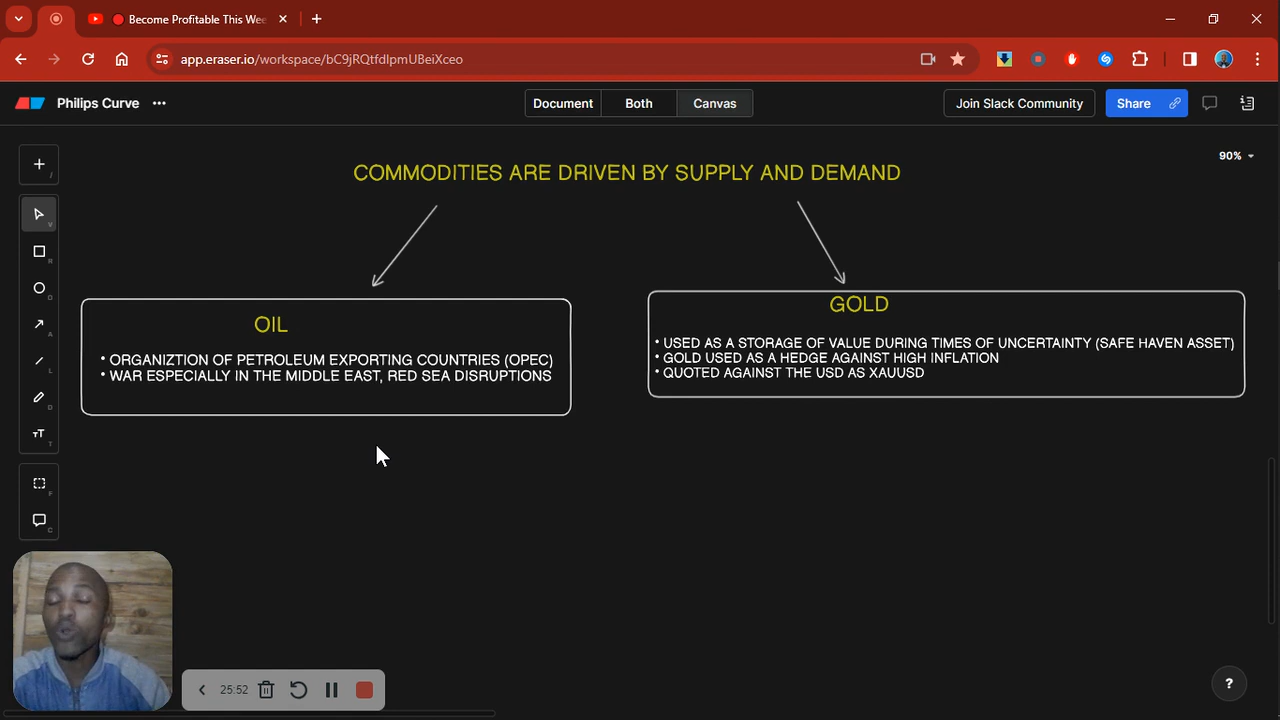 Become Profitable This Wee
app.eraser.io/workspace/bC9jRQtfdIpmUBeiXceo
Philips Curve
Document
Both
Canvas
Join Slack Community
Share
90%
COMMODITIES ARE DRIVEN BY SUPPLY AND DEMAND
OIL
• ORGANIZTION OF PETROLEUM EXPORTING COUNTRIES (OPEC)
• WAR ESPECIALLY IN THE MIDDLE EAST, RED SEA DISRUPTIONS
GOLD
• USED AS A STORAGE OF VALUE DURING TIMES OF UNCERTAINTY (SAFE HAVEN ASSET)
• GOLD USED AS A HEDGE AGAINST HIGH INFLATION
• QUOTED AGAINST THE USD AS XAUUSD
25:52
?